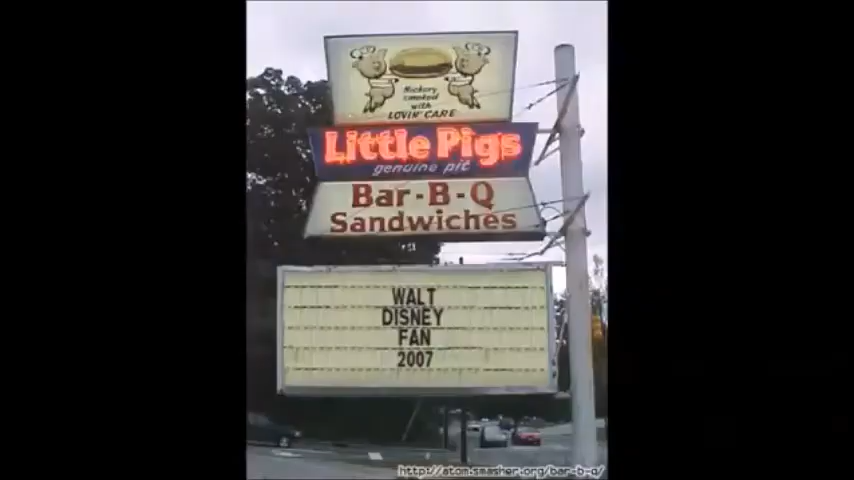 Hickory
smoked
with
LOVIN' CARE
Little Pigs
genuine pit
Bar-B-Q
Sandwiches
WALT
DISNEY
FAN
2007
http://atom.smasher.org/bar-b-q/